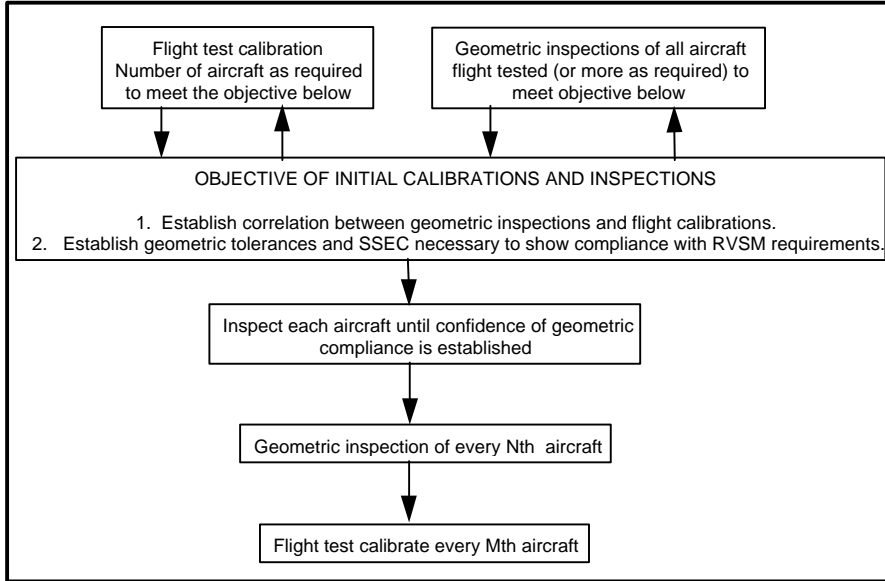 Flight test calibration
Number of aircraft as required
to meet the objective below
Geometric inspections of all aircraft
flight tested (or more as required) to
meet objective below
OBJECTIVE OF INITIAL CALIBRATIONS AND INSPECTIONS
1. Establish correlation between geometric inspections and flight calibrations.
2. Establish geometric tolerances and SSEC necessary to show compliance with RVSM requirements.
Inspect each aircraft until confidence of geometric
compliance is established
Geometric inspection of every Nth aircraft
Flight test calibrate every Mth aircraft